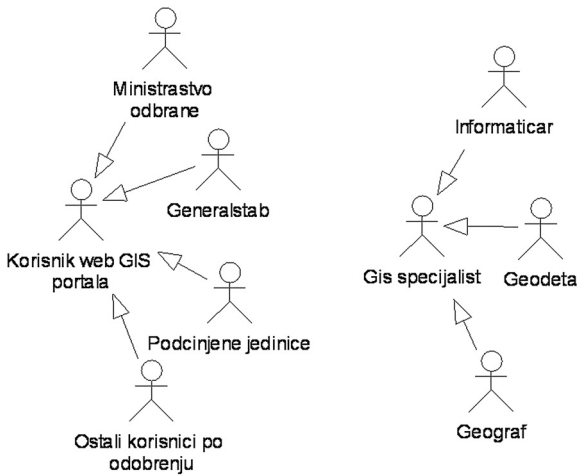 Ministrastvo
odbrane
Generalstab
Korisnik web GIS
portala
Podcinjene jedinice
Ostali korisnici po
odobrenju
Informaticar
Gis specijalist
Geodeta
Geograf